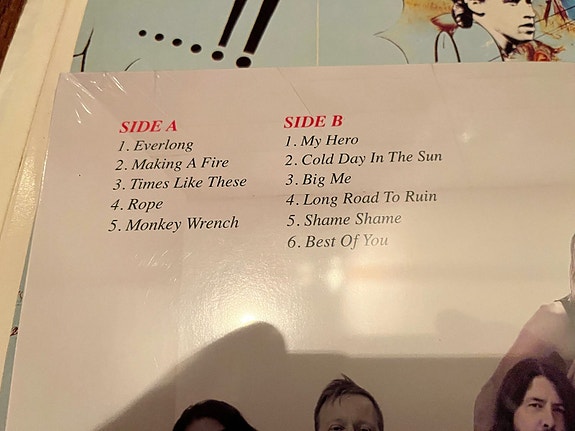 SIDE A
1. Everlong
2. Making A Fire
3. Times Like These
4. Rope
5. Monkey Wrench
SIDE B
1. My Hero
2. Cold Day In The Sun
3. Big Me
4. Long Road To Ruin
5. Shame Shame
6. Best Of You